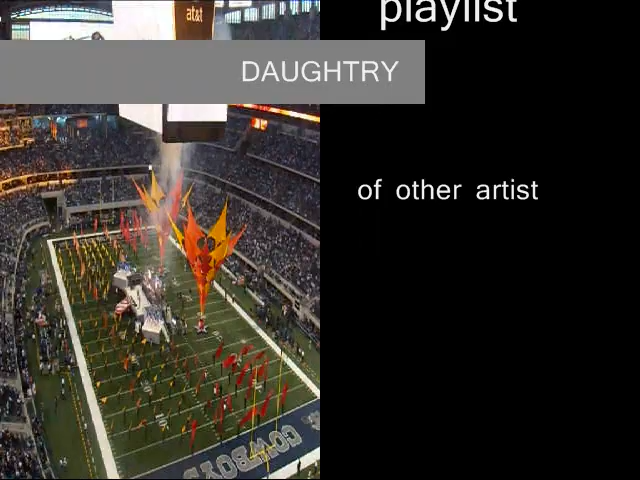 playlist
at&t
DAUGHTRY
of other artist
COWBOYS